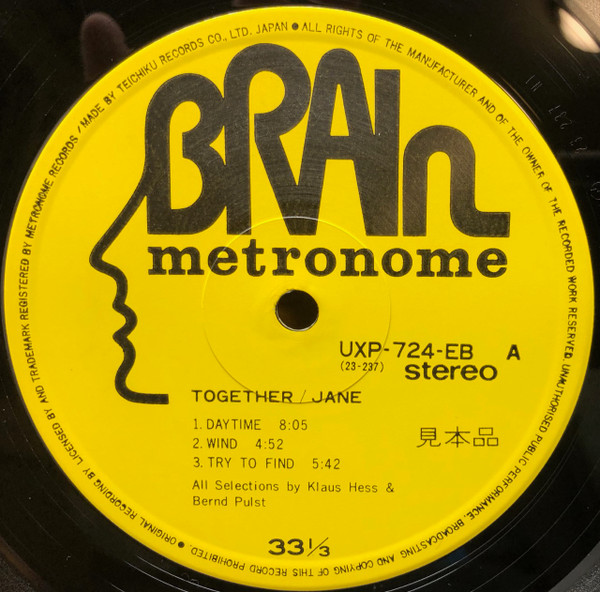 BRAIn
metronome
UXP-724-EB A
(23-237) stereo
TOGETHER / JANE
1. DAYTIME 8:05
2. WIND 4:52
3. TRY TO FIND 5:42
見本品
All Selections by Klaus Hess &
Bernd Pulst
33 1/3
● ORIGINAL RECORDING BY LICENSED BY AND TRADEMARK REGISTERED BY METRONOME RECORDS / MADE BY TEICHIKU RECORDS CO., LTD. JAPAN ● ALL RIGHTS OF THE MANUFACTURER AND OF THE OWNER OF THE RECORDED WORK RESERVED. UNAUTHORISED PUBLIC PERFORMANCE, BROADCASTING AND COPYING OF THIS RECORD PROHIBITED.